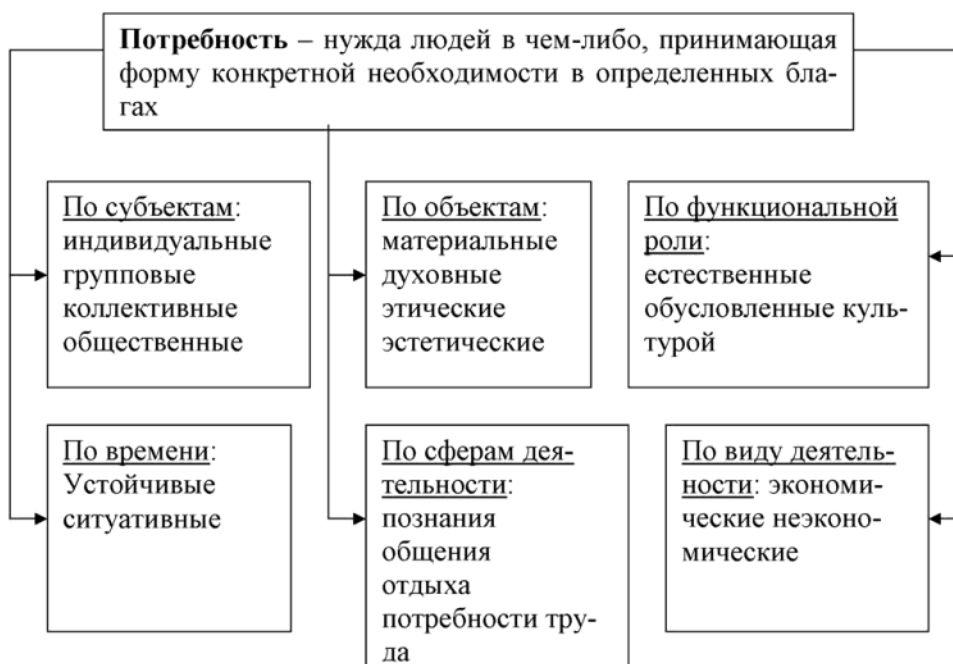 Потребность – нужда людей в чем-либо, принимающая
форму конкретной необходимости в определенных бла-
гах
По субъектам:
индивидуальные
групповые
коллективные
общественные
По объектам:
материальные
духовные
этические
эстетические
По функциональной
роли:
естественные
обусловленные куль-
турой
По времени:
Устойчивые
ситуативные
По сферам дея-
тельности:
познания
общения
отдыха
потребности тру-
да
По виду деятель-
ности: экономи-
ческие неэконо-
мические